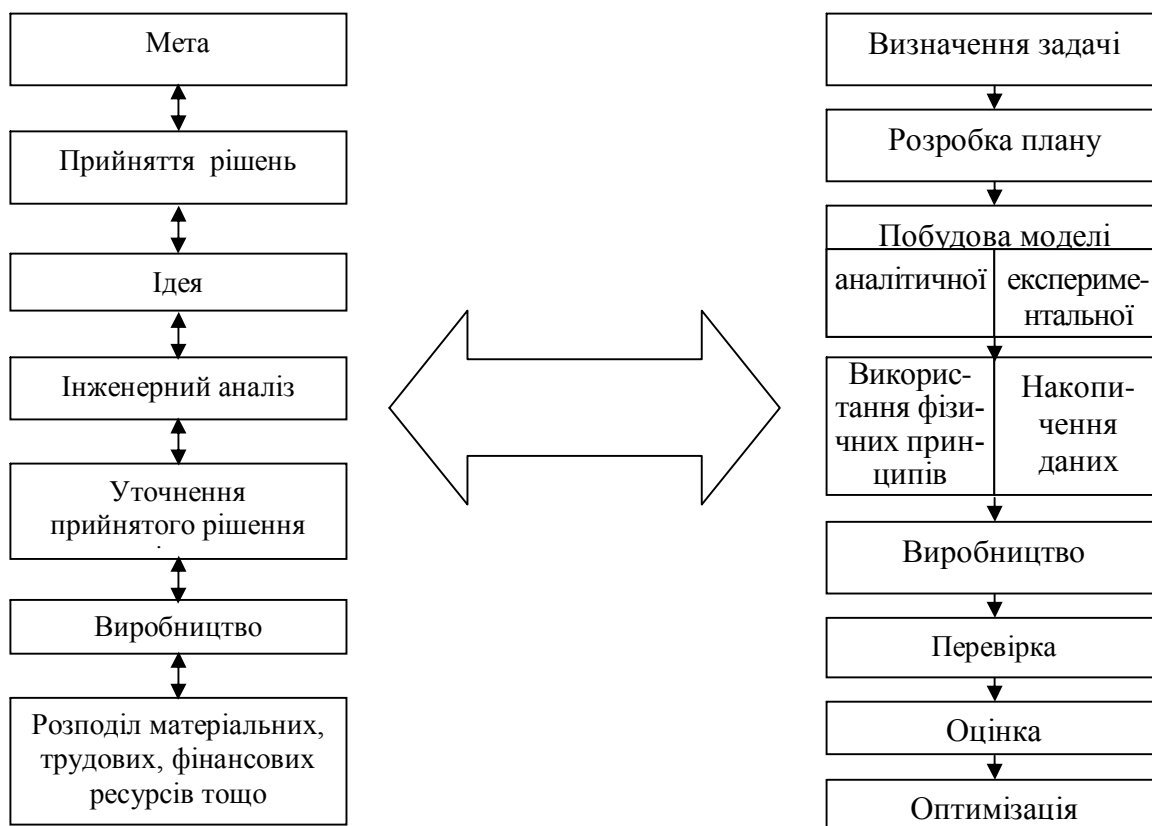 Мета
Прийняття рішень
Ідея
Інженерний аналіз
Уточнення
прийнятого рішення
Виробництво
Розподіл матеріальних,
трудових, фінансових
ресурсів тощо
Визначення задачі
Розробка плану
Побудова моделі
аналітичної
експериме-
нтальної
Викорис-
тання фізи-
чних прин-
ципів
Накопи-
чення
даних
Виробництво
Перевірка
Оцінка
Оптимізація